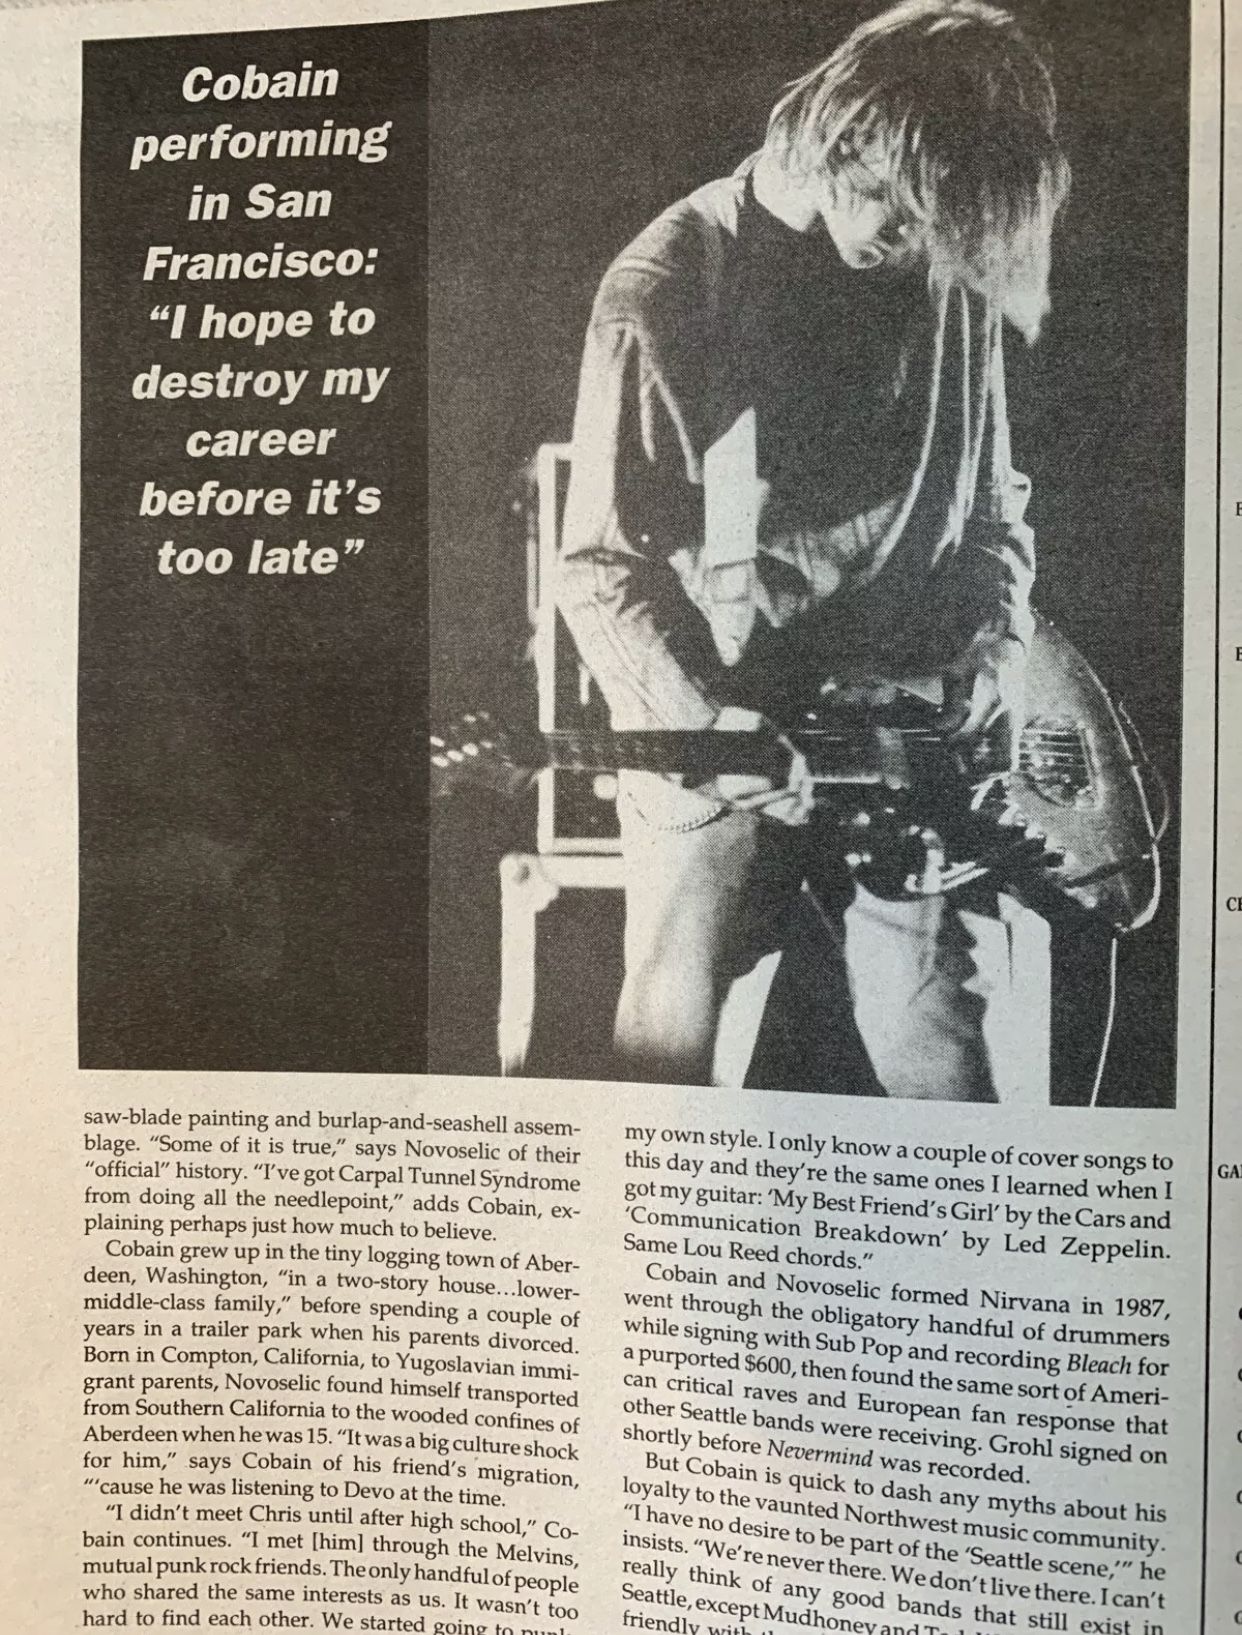 Cobain
performing
in San
Francisco:
“I hope to
destroy my
career
before it’s
too late”
saw-blade painting and burlap-and-seashell assem-
blage. “Some of it is true,” says Novoselic of their
“official” history. “I’ve got Carpal Tunnel Syndrome
from doing all the needlepoint,” adds Cobain, ex-
plaining perhaps just how much to believe.
Cobain grew up in the tiny logging town of Aber-
deen, Washington, “in a two-story house...lower-
middle-class family,” before spending a couple of
years in a trailer park when his parents divorced.
Born in Compton, California, to Yugoslavian immi-
grant parents, Novoselic found himself transported
from Southern California to the wooded confines of
Aberdeen when he was 15. “It was a big culture shock
for him,” says Cobain of his friend’s migration,
“’cause he was listening to Devo at the time.
“I didn’t meet Chris until after high school,” Co-
bain continues. “I met [him] through the Melvins,
mutual punk rock friends. The only handful of people
who shared the same interests as us. It wasn’t too
hard to find each other. We started going to punk-
my own style. I only know a couple of cover songs to
this day and they’re the same ones I learned when I
got my guitar: ‘My Best Friend’s Girl’ by the Cars and
‘Communication Breakdown’ by Led Zeppelin.
Same Lou Reed chords.”
Cobain and Novoselic formed Nirvana in 1987,
went through the obligatory handful of drummers
while signing with Sub Pop and recording Bleach for
a purported $600, then found the same sort of Ameri-
can critical raves and European fan response that
other Seattle bands were receiving. Grohl signed on
shortly before Nevermind was recorded.
But Cobain is quick to dash any myths about his
loyalty to the vaunted Northwest music community.
“I have no desire to be part of the ‘Seattle scene,’” he
insists. “We’re never there. We don’t live there. I can’t
really think of any good bands that still exist in
Seattle, except Mudhoney and
friendly with